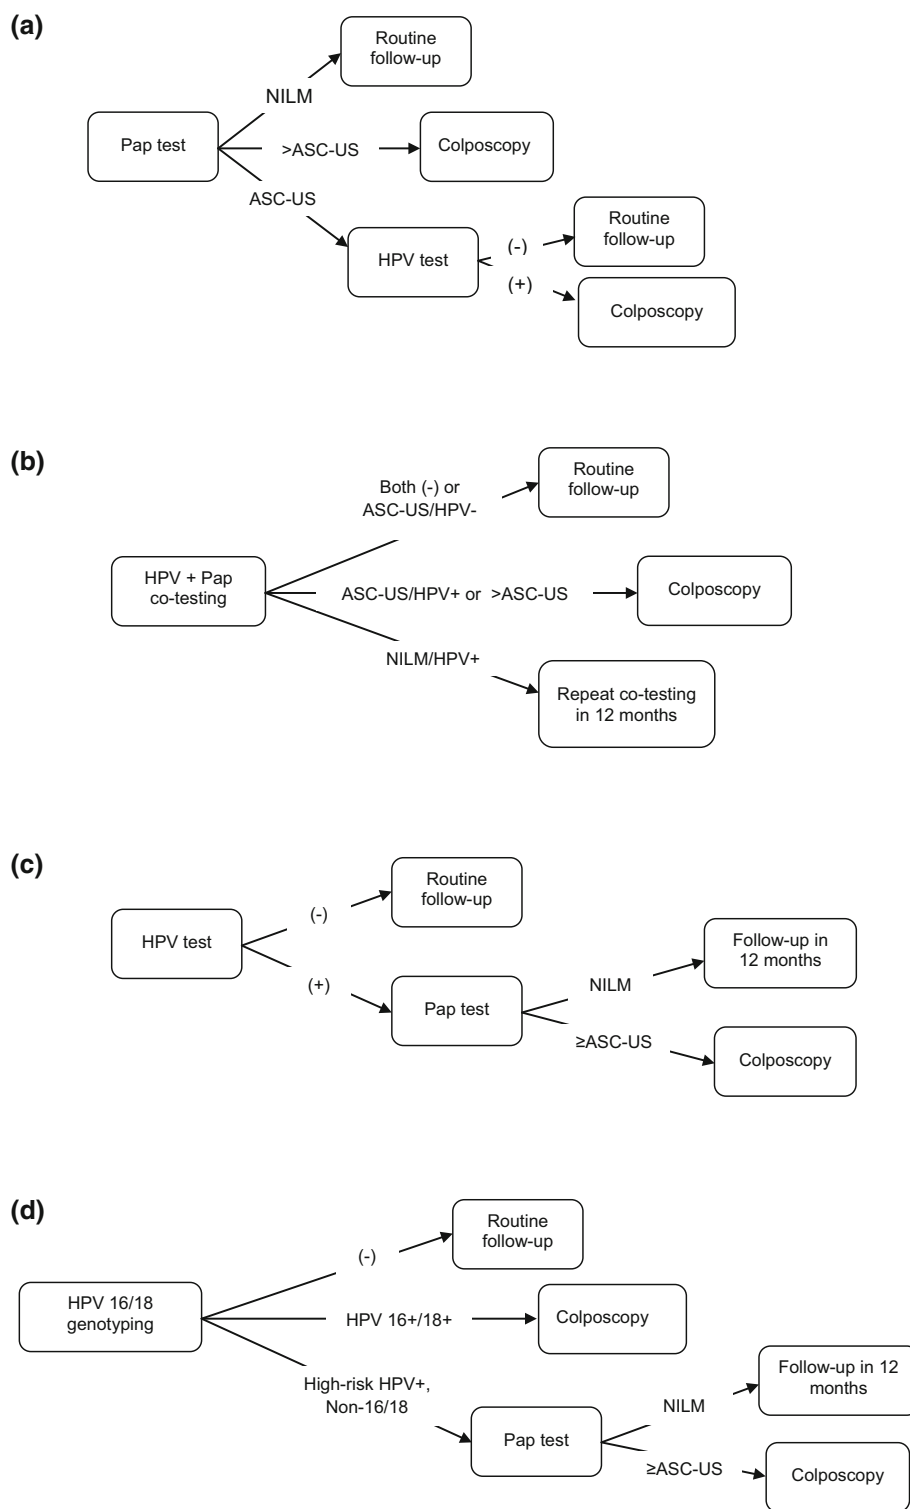 (a)
Routine
follow-up
NILM
Pap test
>ASC-US
Colposcopy
ASC-US
HPV test
(-)
Routine
follow-up
(+)
Colposcopy
(b)
Both (-) or
ASC-US/HPV-
Routine
follow-up
HPV + Pap
co-testing
ASC-US/HPV+ or >ASC-US
Colposcopy
NILM/HPV+
Repeat co-testing
in 12 months
(c)
Routine
follow-up
(-)
HPV test
(+)
Pap test
NILM
Follow-up in
12 months
≥ASC-US
Colposcopy
(d)
Routine
follow-up
(-)
HPV 16/18
genotyping
HPV 16+/18+
Colposcopy
High-risk HPV+,
Non-16/18
Pap test
NILM
Follow-up in 12
months
≥ASC-US
Colposcopy